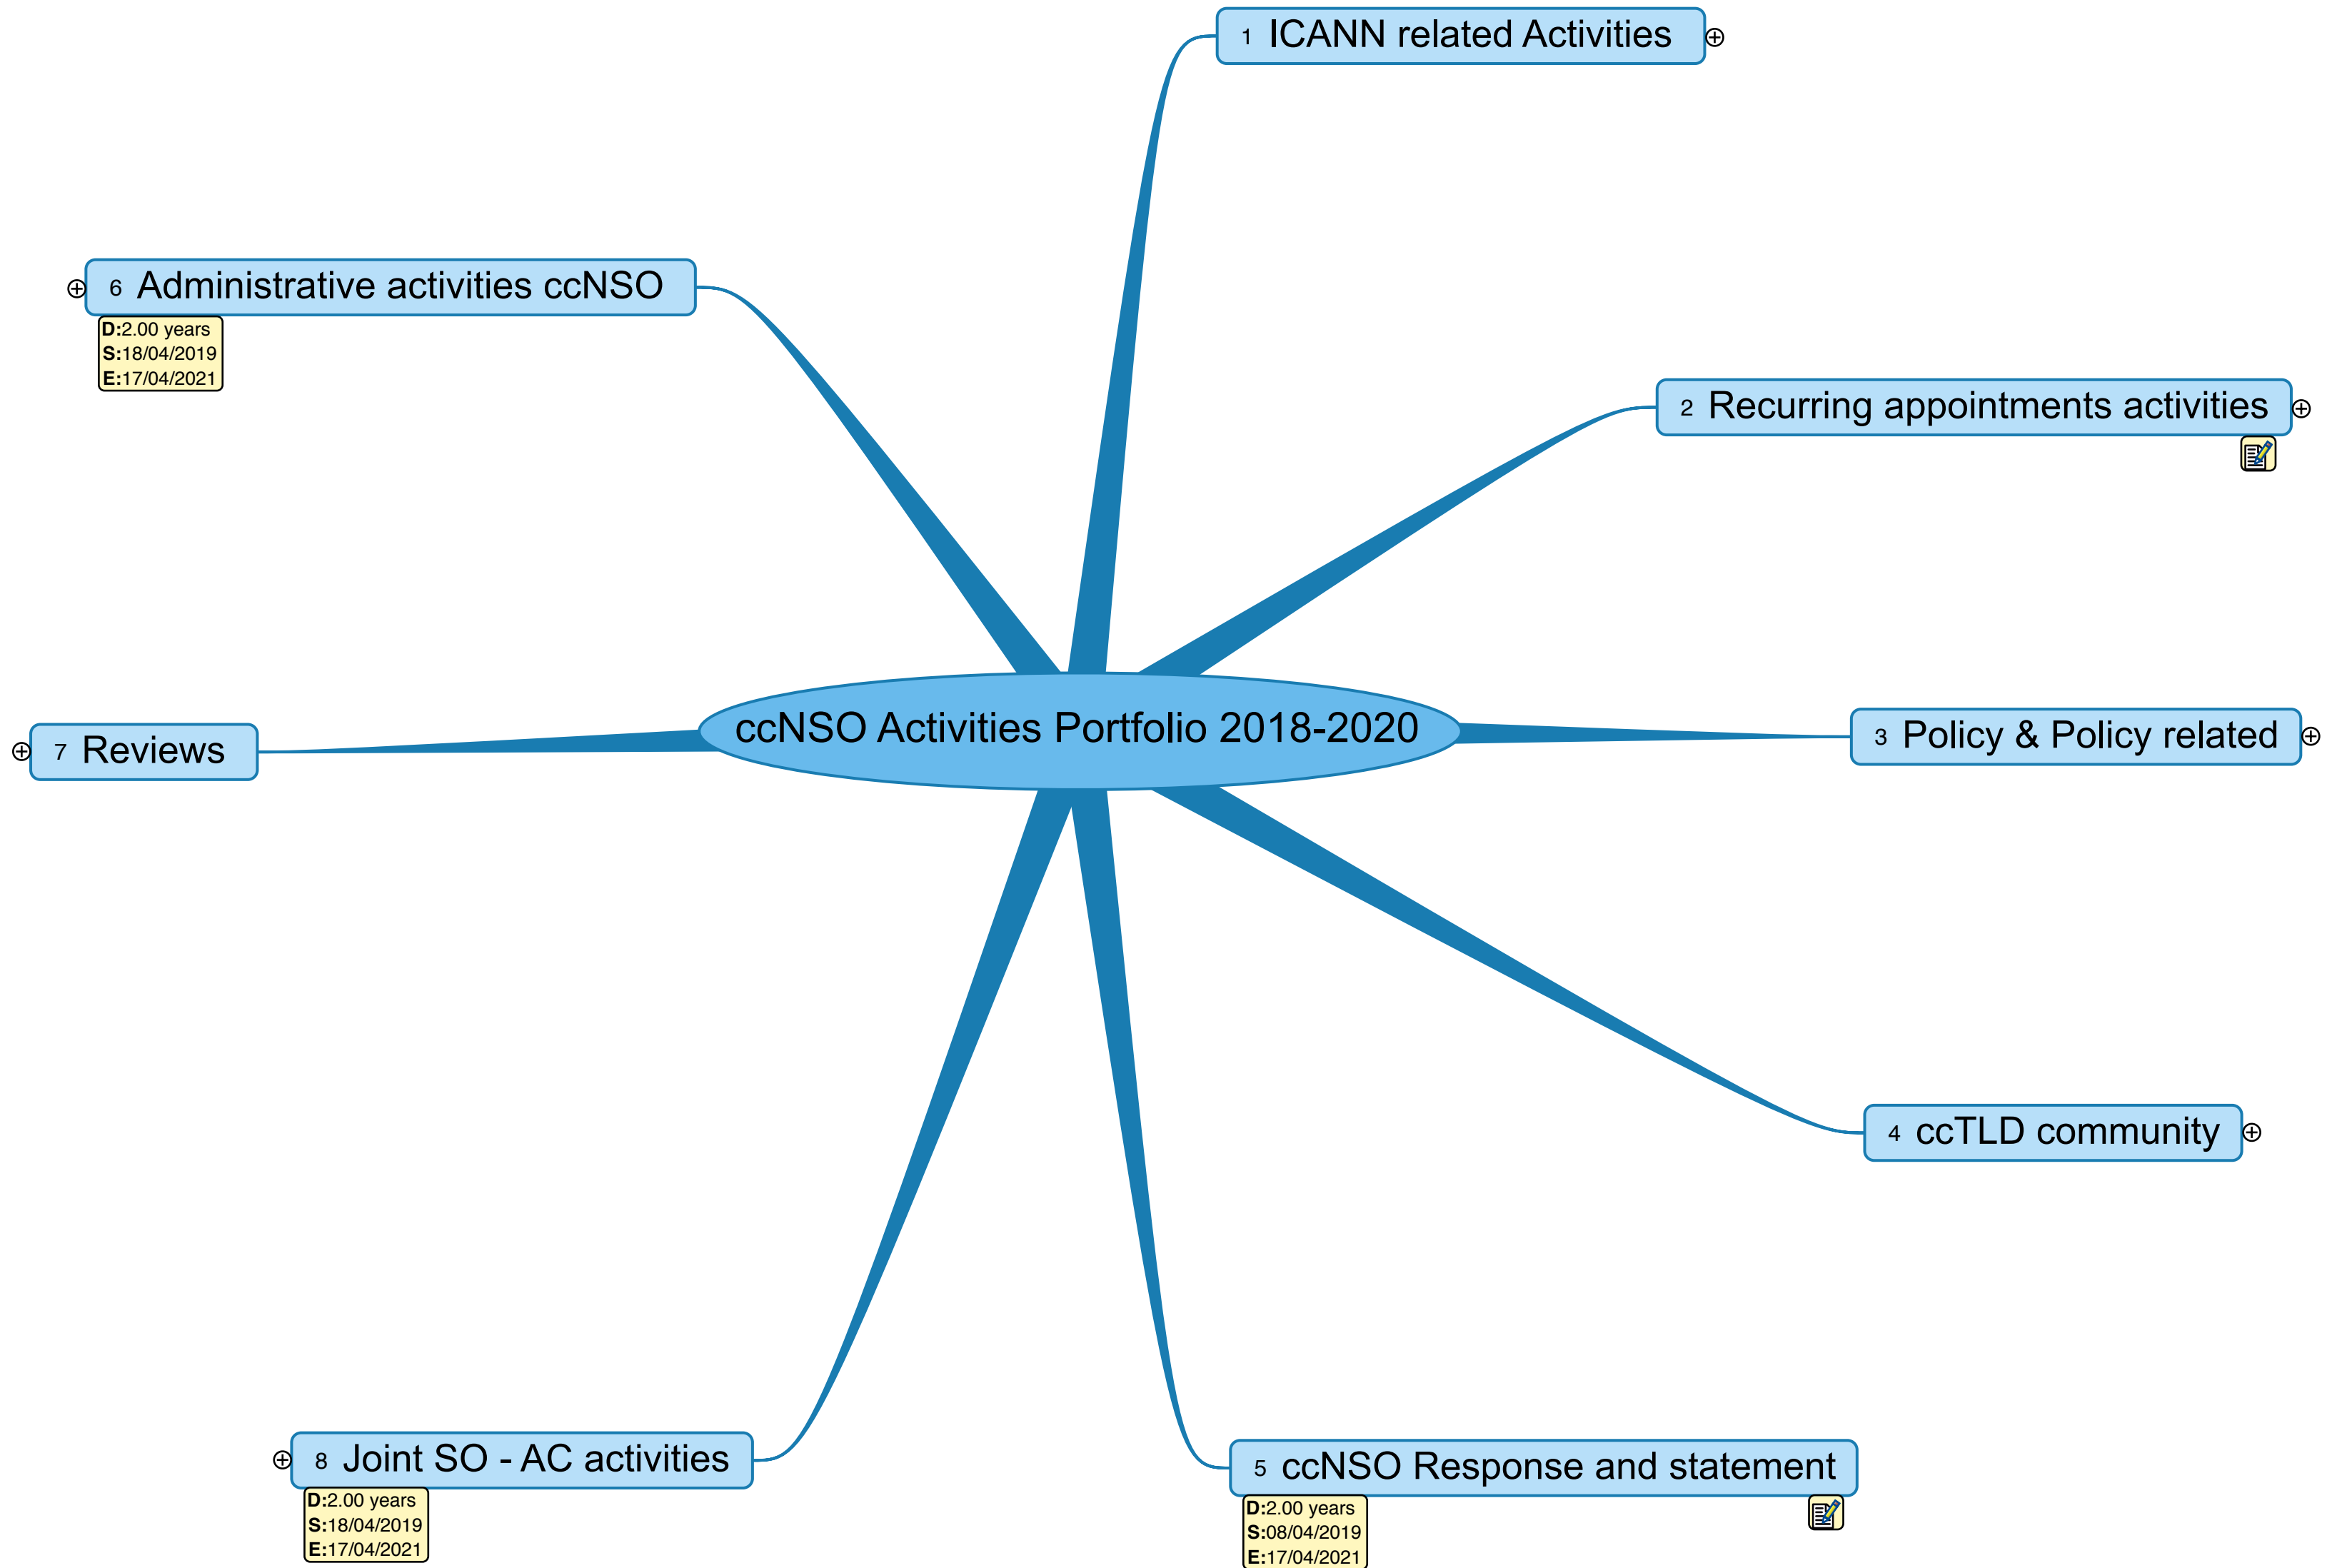 1 ICANN related Activities
6 Administrative activities ccNSO
D:2.00 years
S:18/04/2019
E:17/04/2021
2 Recurring appointments activities
ccNSO Activities Portfolio 2018-2020
3 Policy & Policy related
7 Reviews
4 ccTLD community
8 Joint SO - AC activities
D:2.00 years
S:18/04/2019
E:17/04/2021
5 ccNSO Response and statement
D:2.00 years
S:08/04/2019
E:17/04/2021